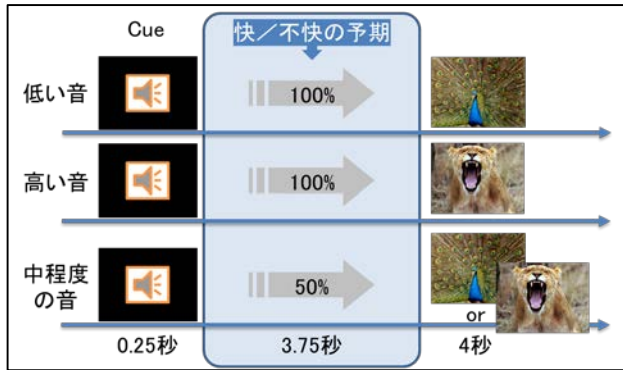 Cue
快／不快の予期
低い音
100%
高い音
100%
中程度
の音
50%
or
0.25秒
3.75秒
4秒